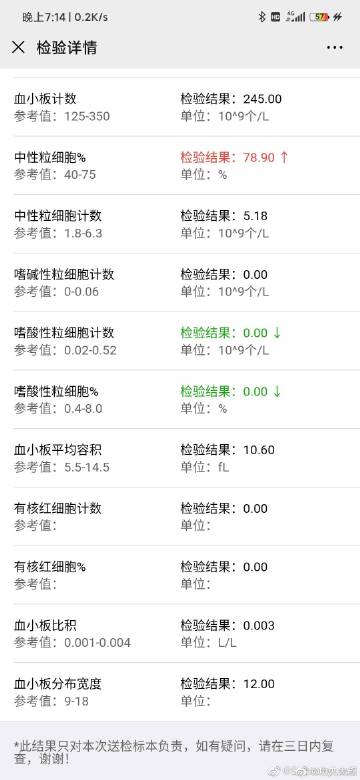 晚上7:14 | 0.2K/s
HD 4G 57
检验详情
血小板计数 检验结果：245.00
参考值：125-350 单位：10^9个/L
中性粒细胞% 检验结果：78.90 ↑
参考值：40-75 单位：%
中性粒细胞计数 检验结果：5.18
参考值：1.8-6.3 单位：10^9个/L
嗜碱性粒细胞计数 检验结果：0.00
参考值：0-0.06 单位：10^9个/L
嗜酸性粒细胞计数 检验结果：0.00 ↓
参考值：0.02-0.52 单位：10^9个/L
嗜酸性粒细胞% 检验结果：0.00 ↓
参考值：0.4-8.0 单位：%
血小板平均容积 检验结果：10.60
参考值：5.5-14.5 单位：fL
有核红细胞计数 检验结果：0.00
参考值： 单位：
有核红细胞% 检验结果：0.00
参考值： 单位：
血小板比积 检验结果：0.003
参考值：0.001-0.004 单位：L/L
血小板分布宽度 检验结果：12.00
参考值：9-18 单位：
*此结果只对本次送检标本负责，如有疑问，请在三日内复
查，谢谢！